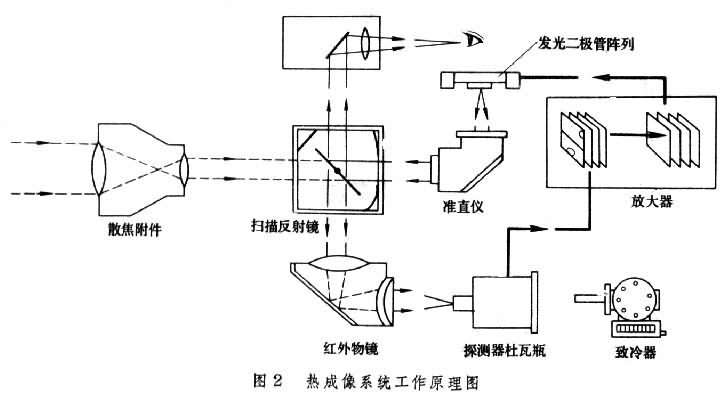 发光二极管阵列
放大器
散焦附件
扫描反射镜
准直仪
红外物镜
探测器杜瓦瓶
致冷器
图2 热成像系统工作原理图